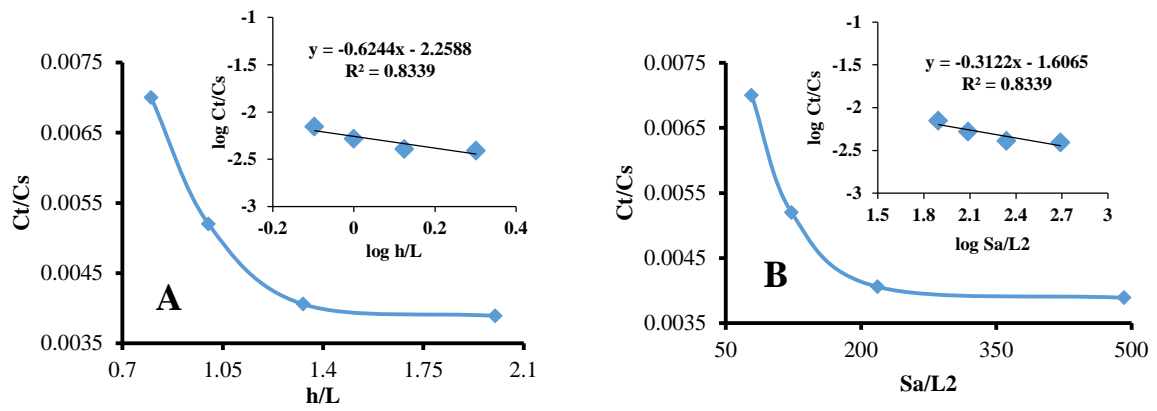 0.0075
0.0065
0.0055
0.0045
0.0035
Ct/Cs
0.7
1.05
1.4
1.75
2.1
h/L
A
-1
-1.5
-2
-2.5
-3
log Ct/Cs
y = -0.6244x - 2.2588
R² = 0.8339
-0.2
0
0.2
0.4
log h/L
0.0075
0.0065
0.0055
0.0045
0.0035
Ct/Cs
50
200
350
500
Sa/L2
B
-1
-1.5
-2
-2.5
-3
log Ct/Cs
y = -0.3122x - 1.6065
R² = 0.8339
1.5
1.8
2.1
2.4
2.7
3
log Sa/L2